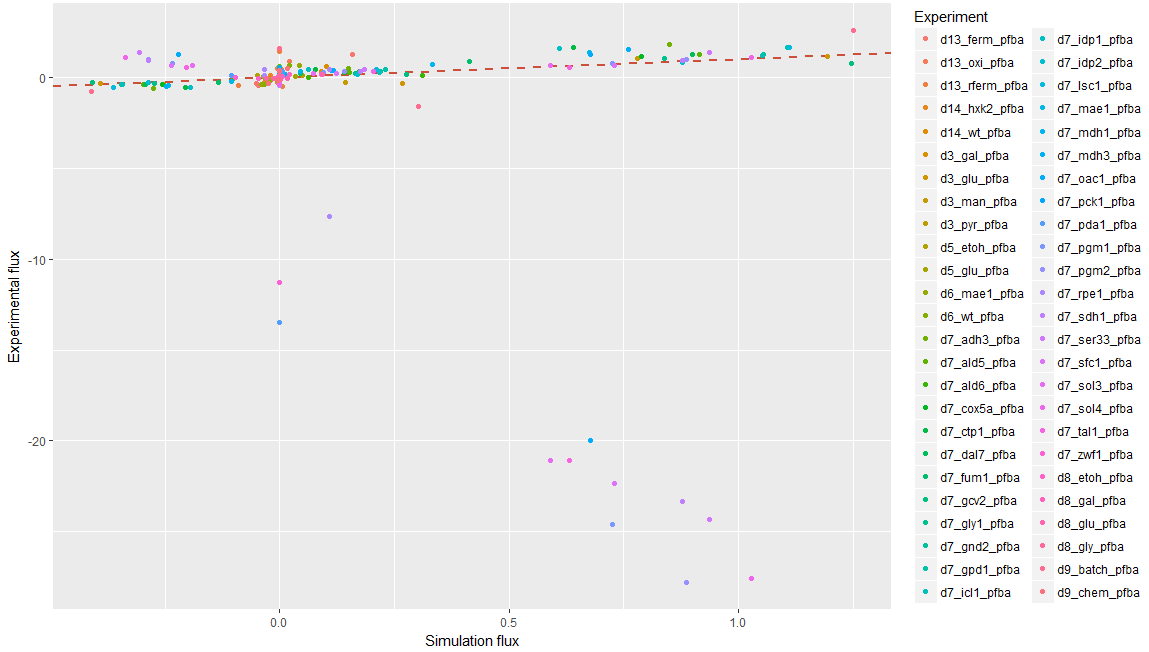 Experiment
d13_ferm_pfba
d13_oxi_pfba
d13_rferm_pfba
d14_hxk2_pfba
d14_wt_pfba
d3_gal_pfba
d3_glu_pfba
d3_man_pfba
d3_pyr_pfba
d5_etoh_pfba
d5_glu_pfba
d6_mae1_pfba
d6_wt_pfba
d7_adh3_pfba
d7_ald5_pfba
d7_ald6_pfba
d7_cox5a_pfba
d7_ctp1_pfba
d7_dal7_pfba
d7_fum1_pfba
d7_gcv2_pfba
d7_gly1_pfba
d7_gnd2_pfba
d7_gpd1_pfba
d7_icl1_pfba
d7_idp1_pfba
d7_idp2_pfba
d7_lsc1_pfba
d7_mae1_pfba
d7_mdh1_pfba
d7_mdh3_pfba
d7_oac1_pfba
d7_pck1_pfba
d7_pda1_pfba
d7_pgm1_pfba
d7_pgm2_pfba
d7_rpe1_pfba
d7_sdh1_pfba
d7_ser33_pfba
d7_sfc1_pfba
d7_sol3_pfba
d7_sol4_pfba
d7_tal1_pfba
d7_zwf1_pfba
d8_etoh_pfba
d8_gal_pfba
d8_glu_pfba
d8_gly_pfba
d9_batch_pfba
d9_chem_pfba
Experimental flux
0
-10
-20
0.0
0.5
1.0
Simulation flux